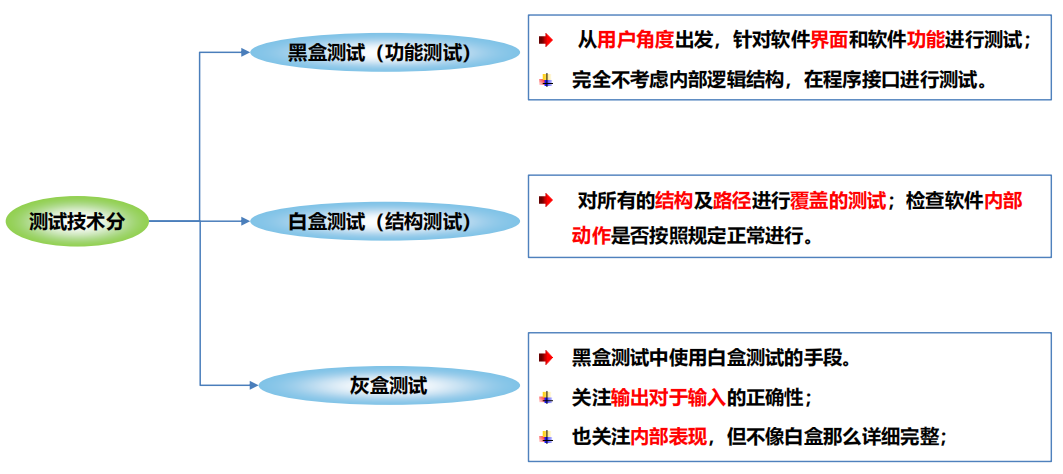 测试技术分
黑盒测试（功能测试）
从用户角度出发，针对软件界面和软件功能进行测试；
完全不考虑内部逻辑结构，在程序接口进行测试。
白盒测试（结构测试）
对所有的结构及路径进行覆盖的测试；检查软件内部
动作是否按照规定正常进行。
灰盒测试
黑盒测试中使用白盒测试的手段。
关注输出对于输入的正确性；
也关注内部表现，但不像白盒那么详细完整；